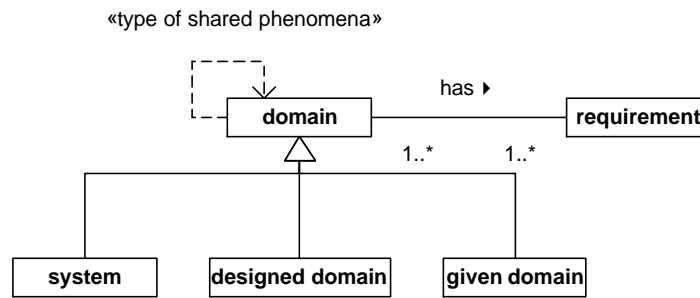 «type of shared phenomena»
has ▸
domain
requirement
1..*
1..*
system
designed domain
given domain